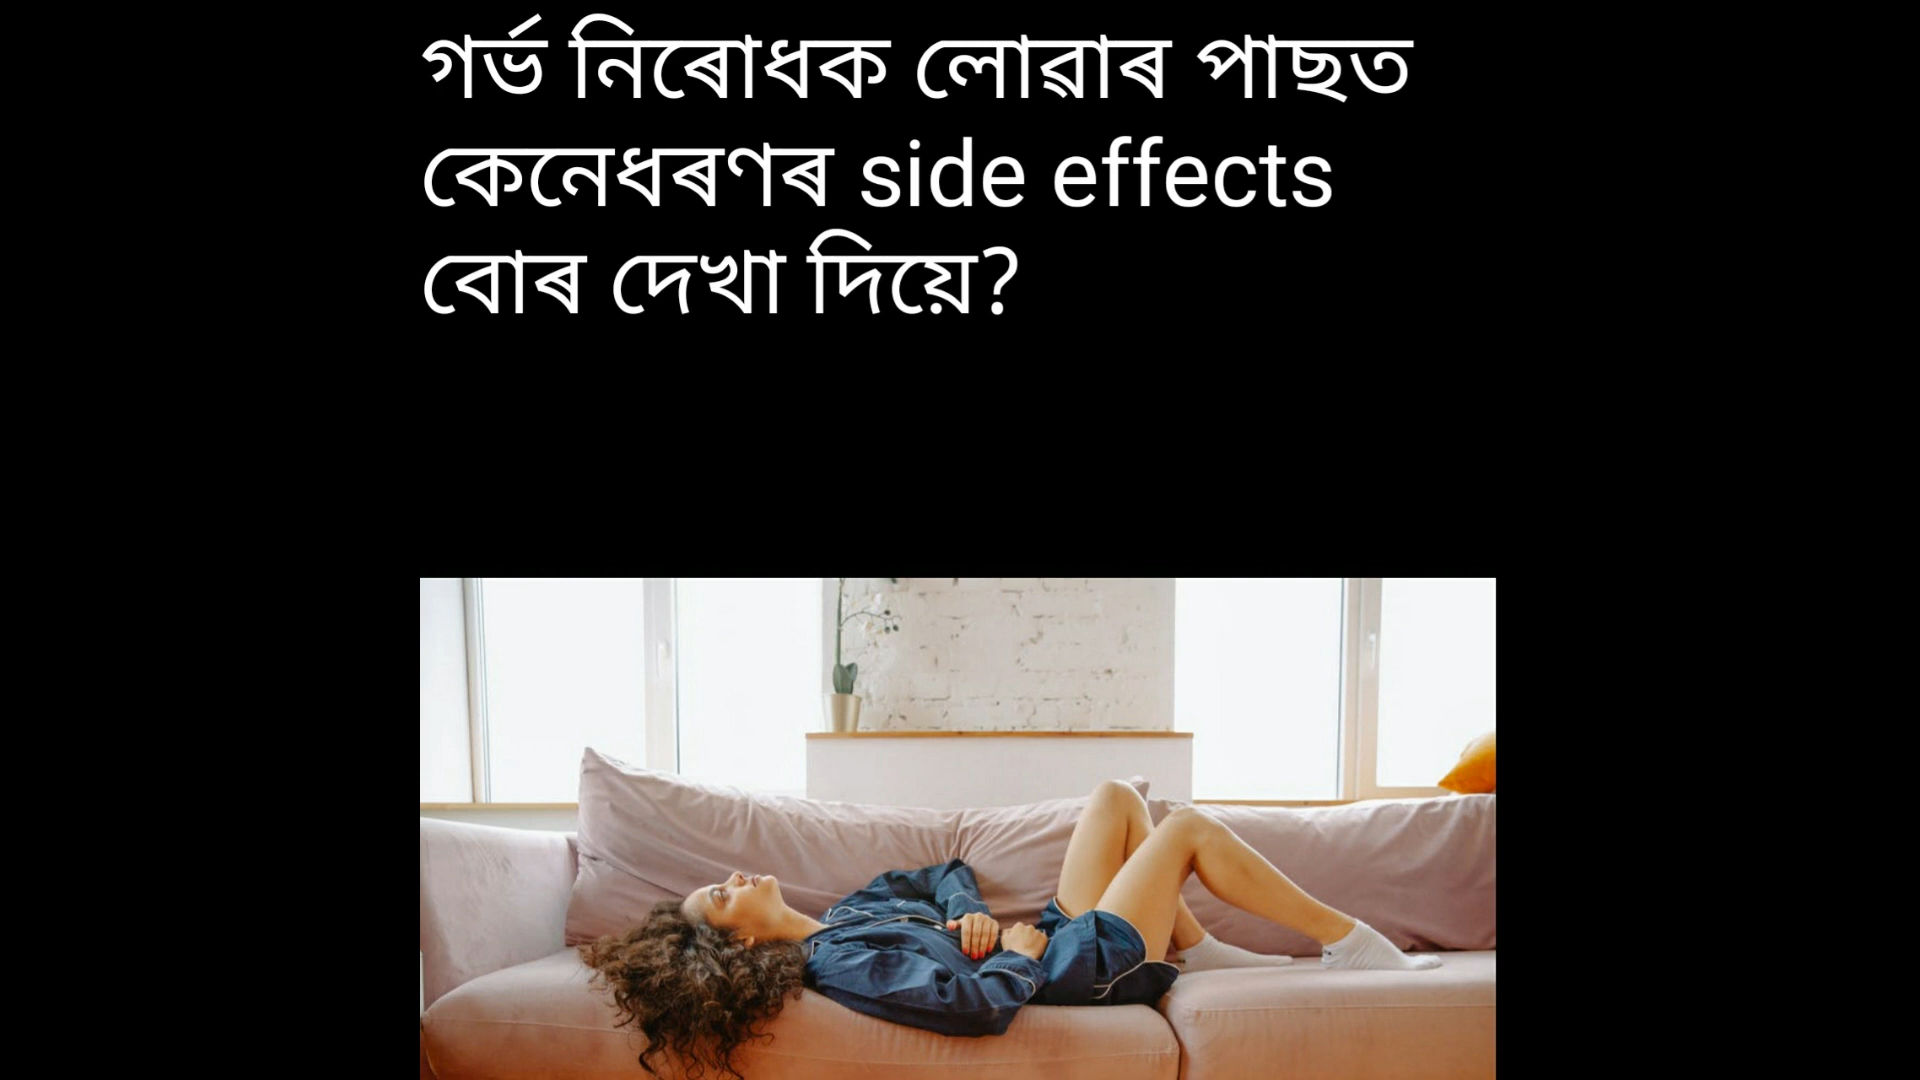 গৰ্ভ নিৰোধক লোৱাৰ পাছত
কেনেধৰণৰ side effects
বোৰ দেখা দিয়ে?